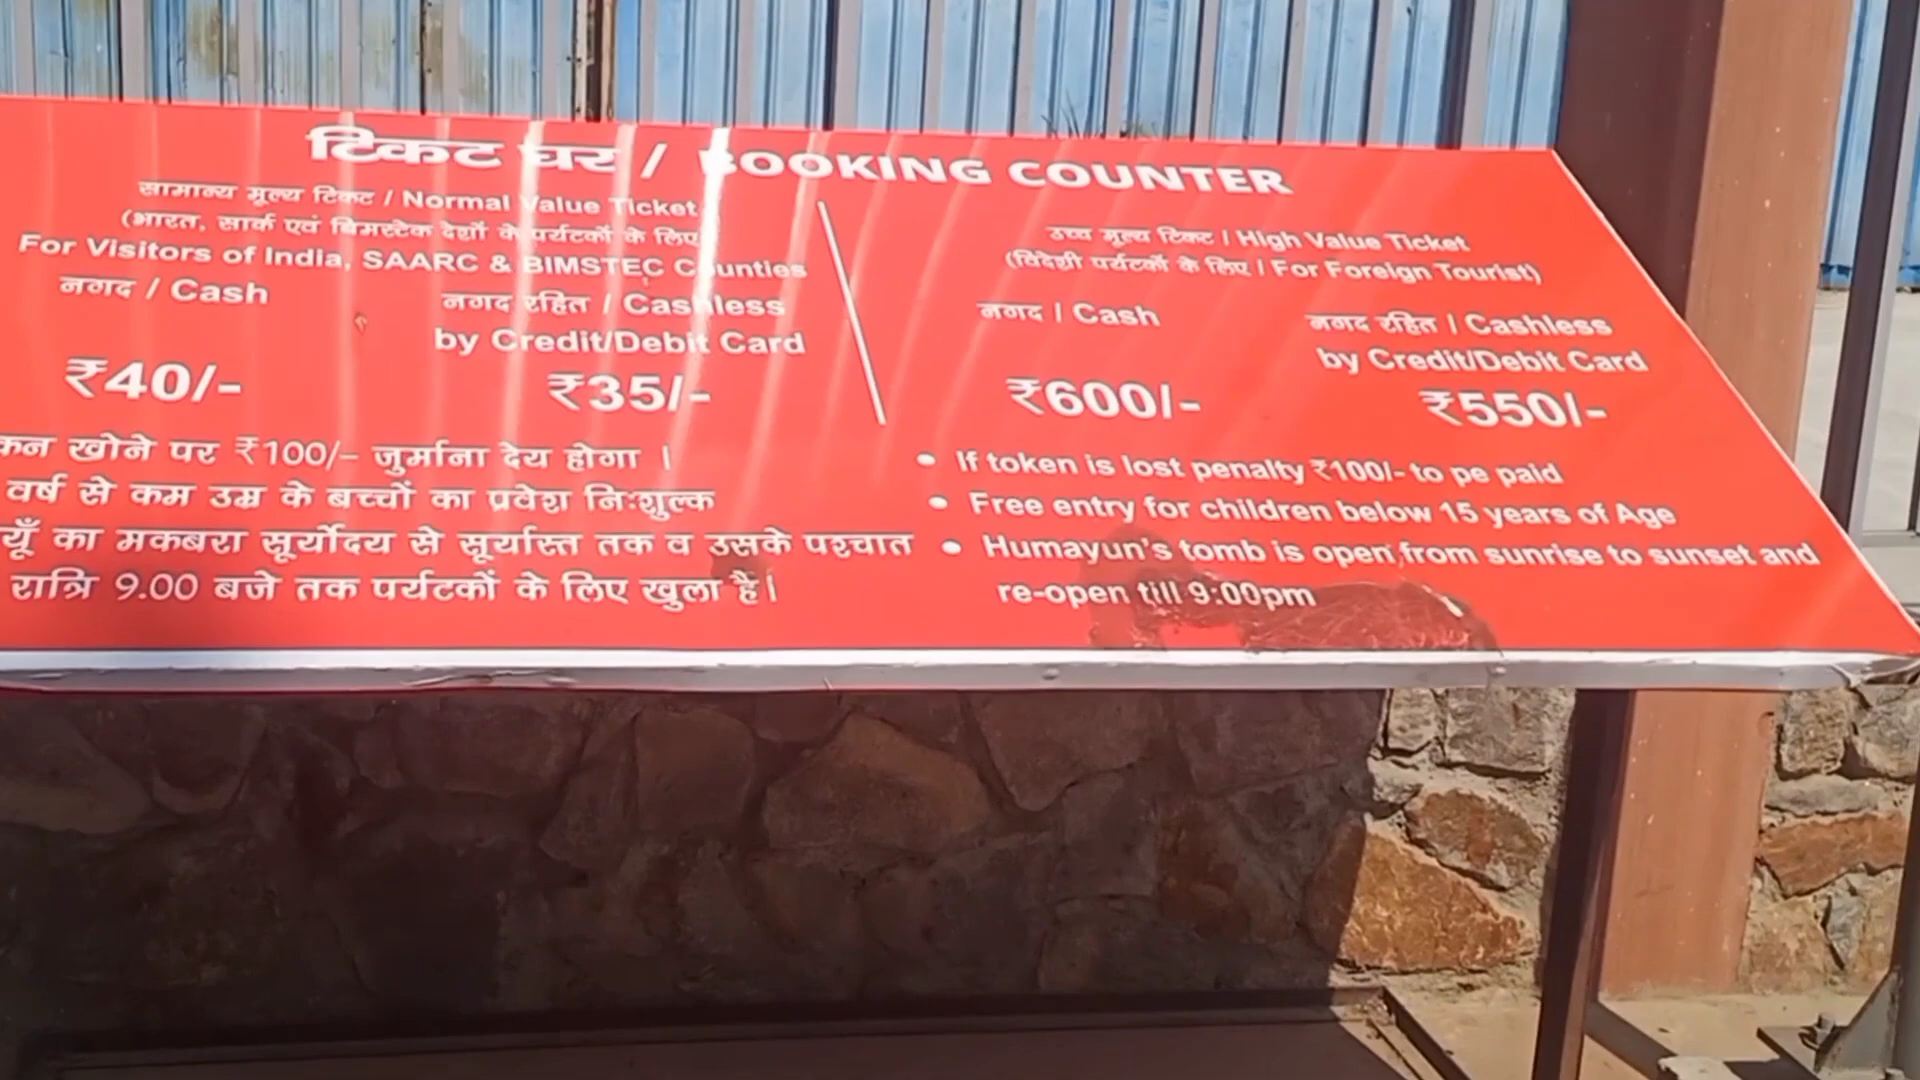 टिकट घर / BOOKING COUNTER
सामान्य मूल्य टिकट / Normal Value Ticket
(भारत, सार्क एवं बिमस्टेक देशों के पर्यटकों के लिए
For Visitors of India, SAARC & BIMSTEC Counties
नगद / Cash
नगद रहित / Cashless
by Credit/Debit Card
₹40/-
₹35/-
उच्च मूल्य टिकट / High Value Ticket
(विदेशी पर्यटकों के लिए / For Foreign Tourist)
नगद / Cash
नगद रहित / Cashless
by Credit/Debit Card
₹600/-
₹550/-
खोने पर ₹100/- जुर्माना देय होगा ।
वर्ष से कम उम्र के बच्चों का प्रवेश निःशुल्क
का मकबरा सूर्योदय से सूर्यास्त तक व उसके पश्चात
रात्रि 9.00 बजे तक पर्यटकों के लिए खुला है।
• If token is lost penalty ₹100/- to pe paid
• Free entry for children below 15 years of Age
• Humayun's tomb is open from sunrise to sunset and
re-open till 9:00pm